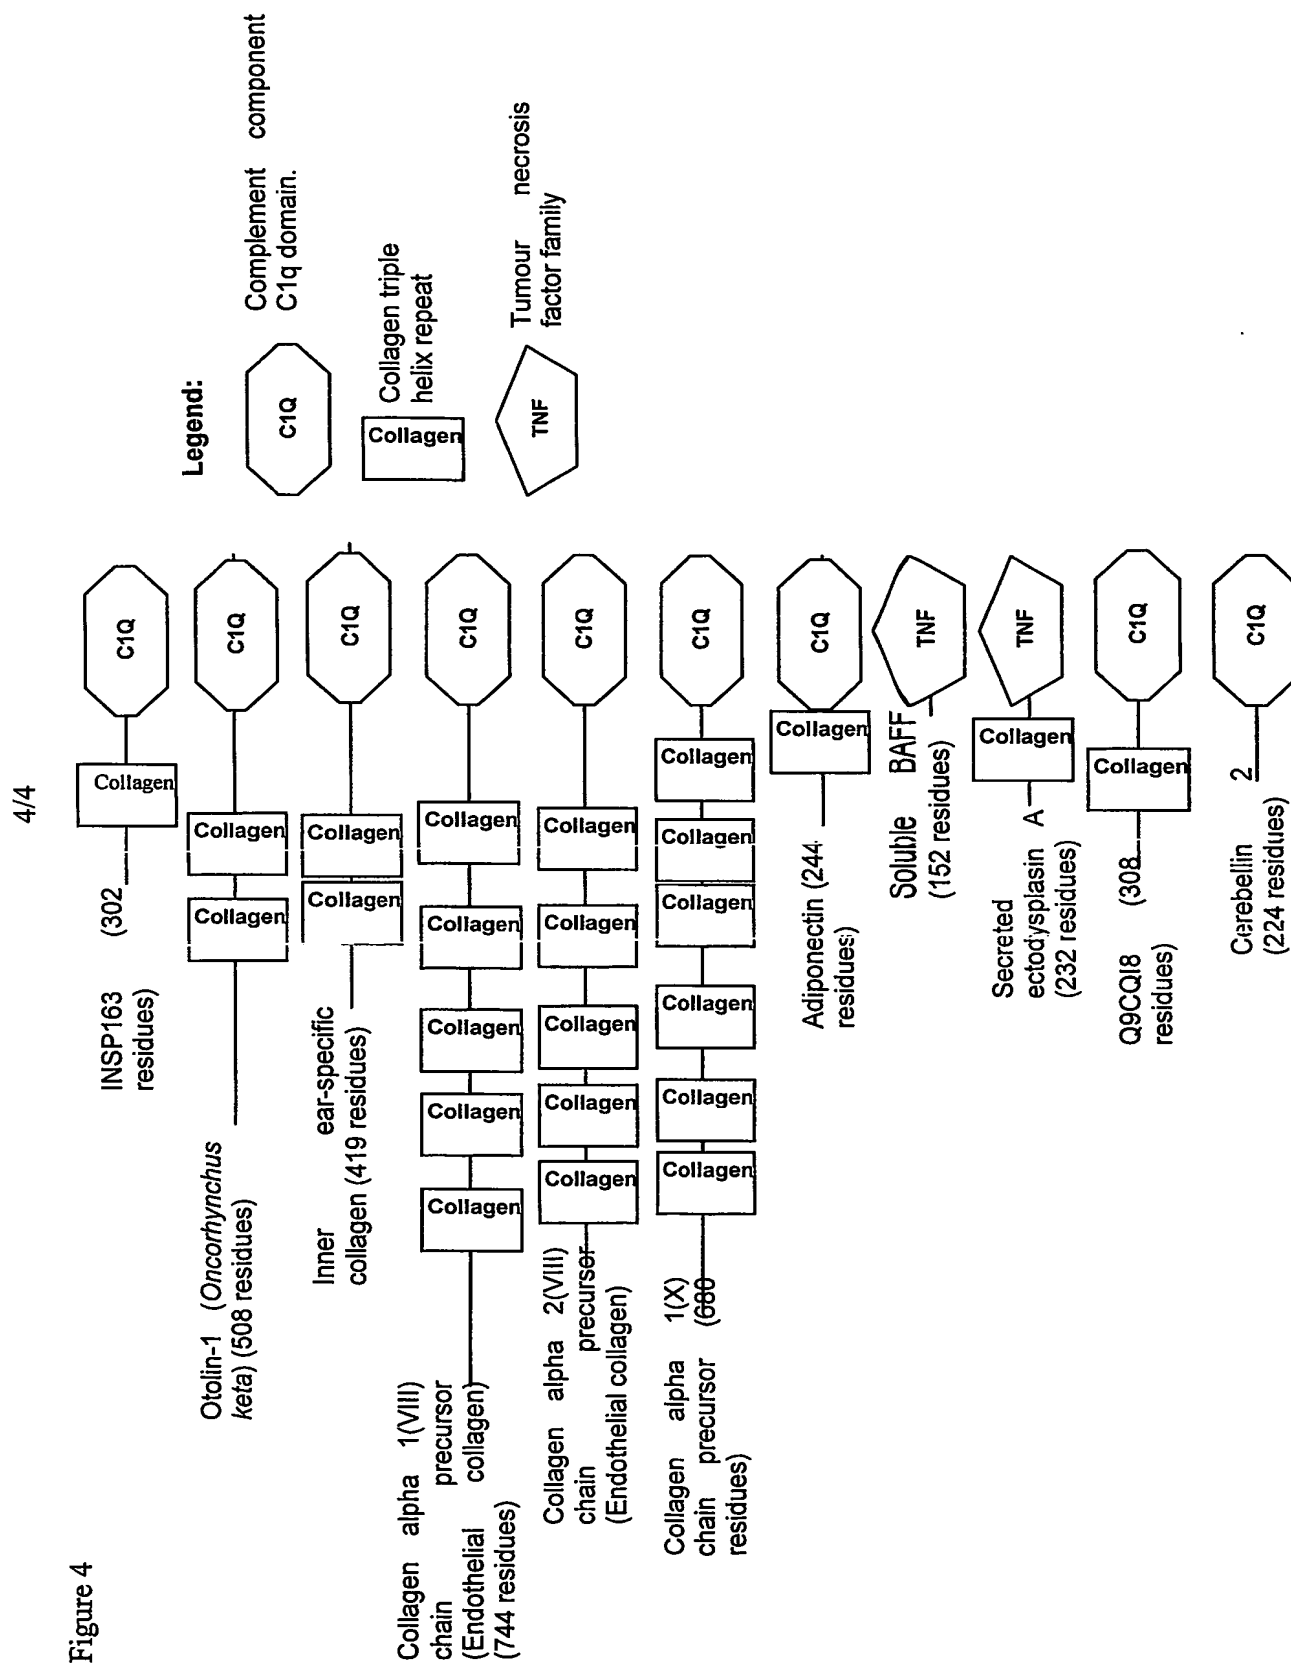 4/4
Figure 4
INSP163 (302
residues)
Collagen
C1Q
Otolin-1 (Oncorhynchus
keta) (508 residues)
Collagen
Collagen
C1Q
Inner ear-specific
collagen (419 residues)
Collagen
Collagen
C1Q
Collagen alpha 1(VIII)
chain precursor
(Endothelial collagen)
(744 residues)
Collagen
Collagen
Collagen
Collagen
Collagen
C1Q
Collagen alpha 2(VIII)
chain precurser
(Endothelial collagen)
Collagen
Collagen
Collagen
Collagen
Collagen
C1Q
Collagen alpha 1(X)
chain precursor (680
residues)
Collagen
Collagen
Collagen
Collagen
Collagen
Collagen
C1Q
Adiponectin (244
residues)
Collagen
C1Q
Soluble BAFF
(152 residues)
TNF
Secreted
ectodysplasin A
(232 residues)
Collagen
TNF
Q9CQI8 (308
residues)
Collagen
C1Q
Cerebellin 2
(224 residues)
C1Q
Legend:
C1Q
Complement component
C1q domain.
Collagen
Collagen triple
helix repeat
TNF
Tumour necrosis
factor family